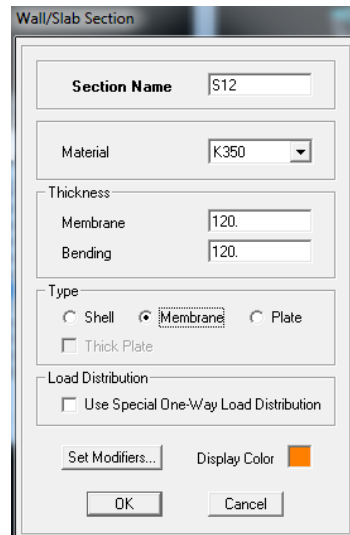 Wall/Slab Section
Section Name S12
Material K350
Thickness
Membrane 120.
Bending 120.
Type
Shell Membrane Plate
Thick Plate
Load Distribution
Use Special One-Way Load Distribution
Set Modifiers... Display Color
OK Cancel